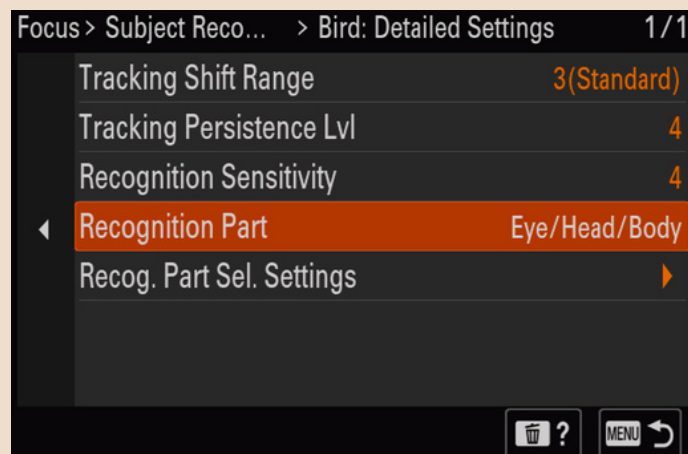 Focus > Subject Reco... > Bird: Detailed Settings 1/1
Tracking Shift Range 3(Standard)
Tracking Persistence Lvl 4
Recognition Sensitivity 4
Recognition Part Eye/Head/Body
Recog. Part Sel. Settings
? MENU